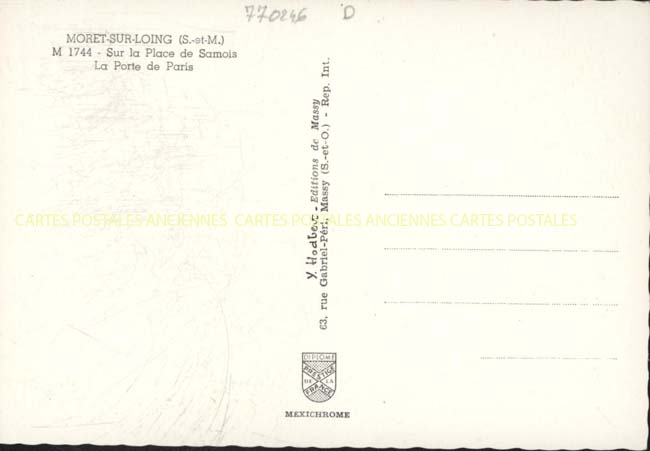 770246 D
MORET-SUR-LOING (S.-et-M.)
M 1744 - Sur la Place de Samois
La Porte de Paris
- Editions de Massy
63, rue Gabriel-Péri, Massy (S.-et-O.) - Rep. Int.
CARTES POSTALES ANCIENNES CARTES POSTALES ANCIENNES CARTES POSTALES
DIPLOME
PRESTIGE
DE LA
FRANCE
MEXICHROME